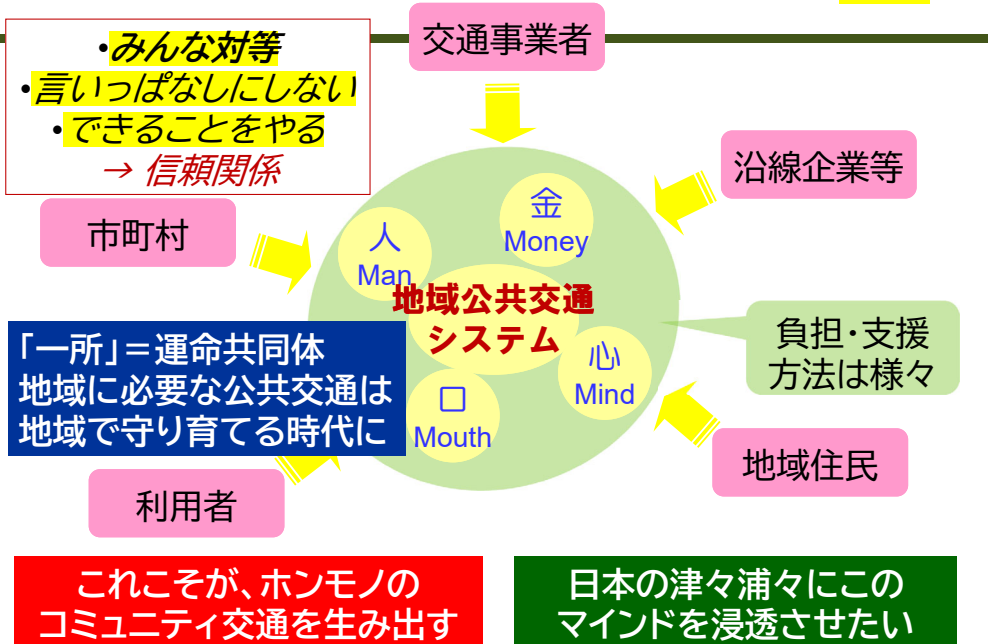 •みんな対等
•言いっぱなしにしない
•できることをやる
→ 信頼関係
交通事業者
沿線企業等
市町村
人
Man
金
Money
地域公共交通
システム
心
Mind
口
Mouth
負担・支援
方法は様々
「一所」＝運命共同体
地域に必要な公共交通は
地域で守り育てる時代に
地域住民
利用者
これこそが、ホンモノの
コミュニティ交通を生み出す
日本の津々浦々にこの
マインドを浸透させたい